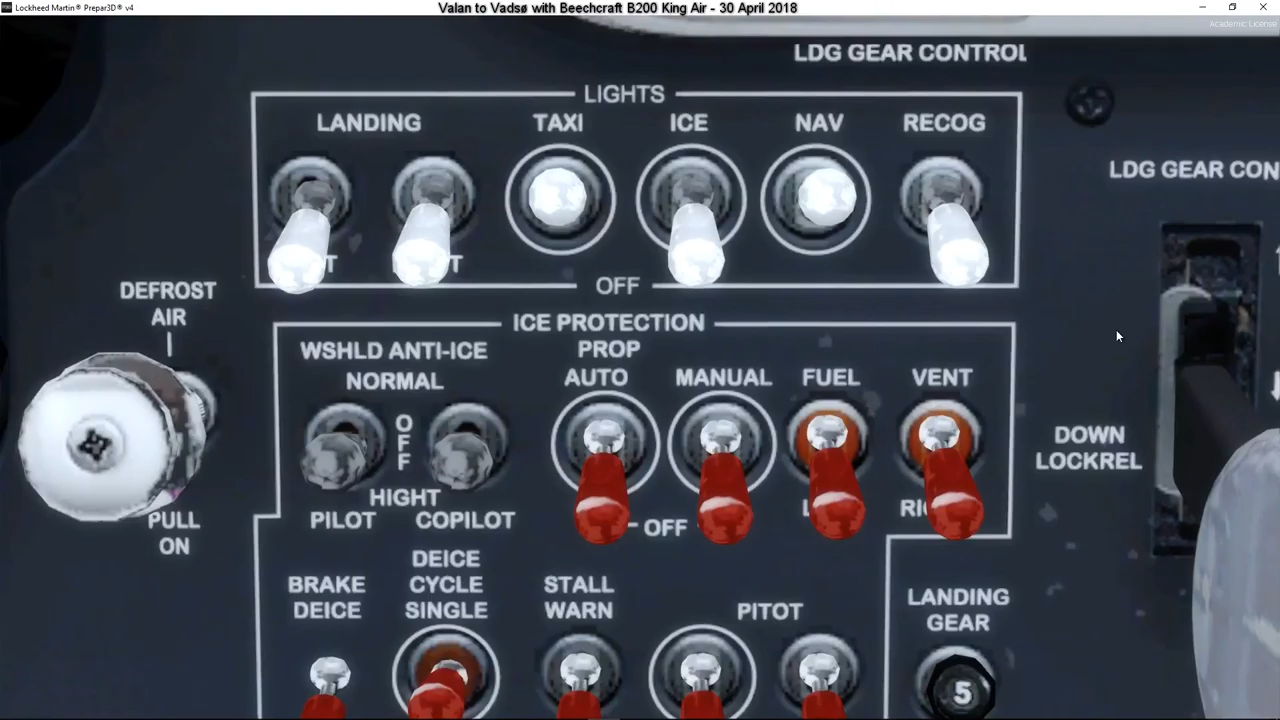 Lockheed Martin® Prepar3D® v4
Valan to Vadsø with Beechcraft B200 King Air - 30 April 2018
Academic License
LDG GEAR CONTROL
LIGHTS
LANDING TAXI ICE NAV RECOG
LDG GEAR CON
OFF
DEFROST
AIR
ICE PROTECTION
WSHLD ANTI-ICE PROP
NORMAL AUTO MANUAL FUEL VENT
OFF
DOWN
LOCKREL
HIGHT
PILOT COPILOT
OFF
PULL
ON
DEICE
BRAKE CYCLE STALL
DEICE SINGLE WARN PITOT
LANDING
GEAR
5